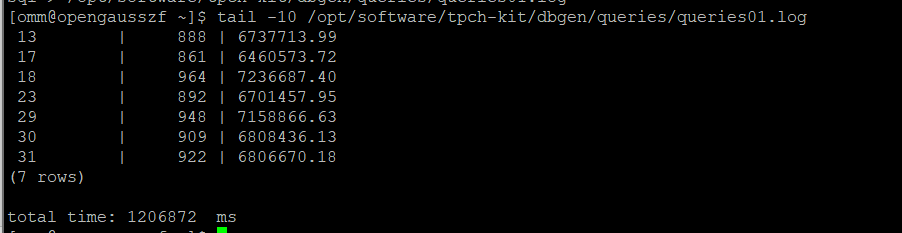 [omm@opengausszf ~]$ tail -10 /opt/software/tpch-kit/dbgen/queries/queries01.log
13 | 888 | 6737713.99
17 | 861 | 6460573.72
18 | 964 | 7236687.40
23 | 892 | 6701457.95
29 | 948 | 7158866.63
30 | 909 | 6808436.13
31 | 922 | 6806670.18
(7 rows)
total time: 1206872  ms